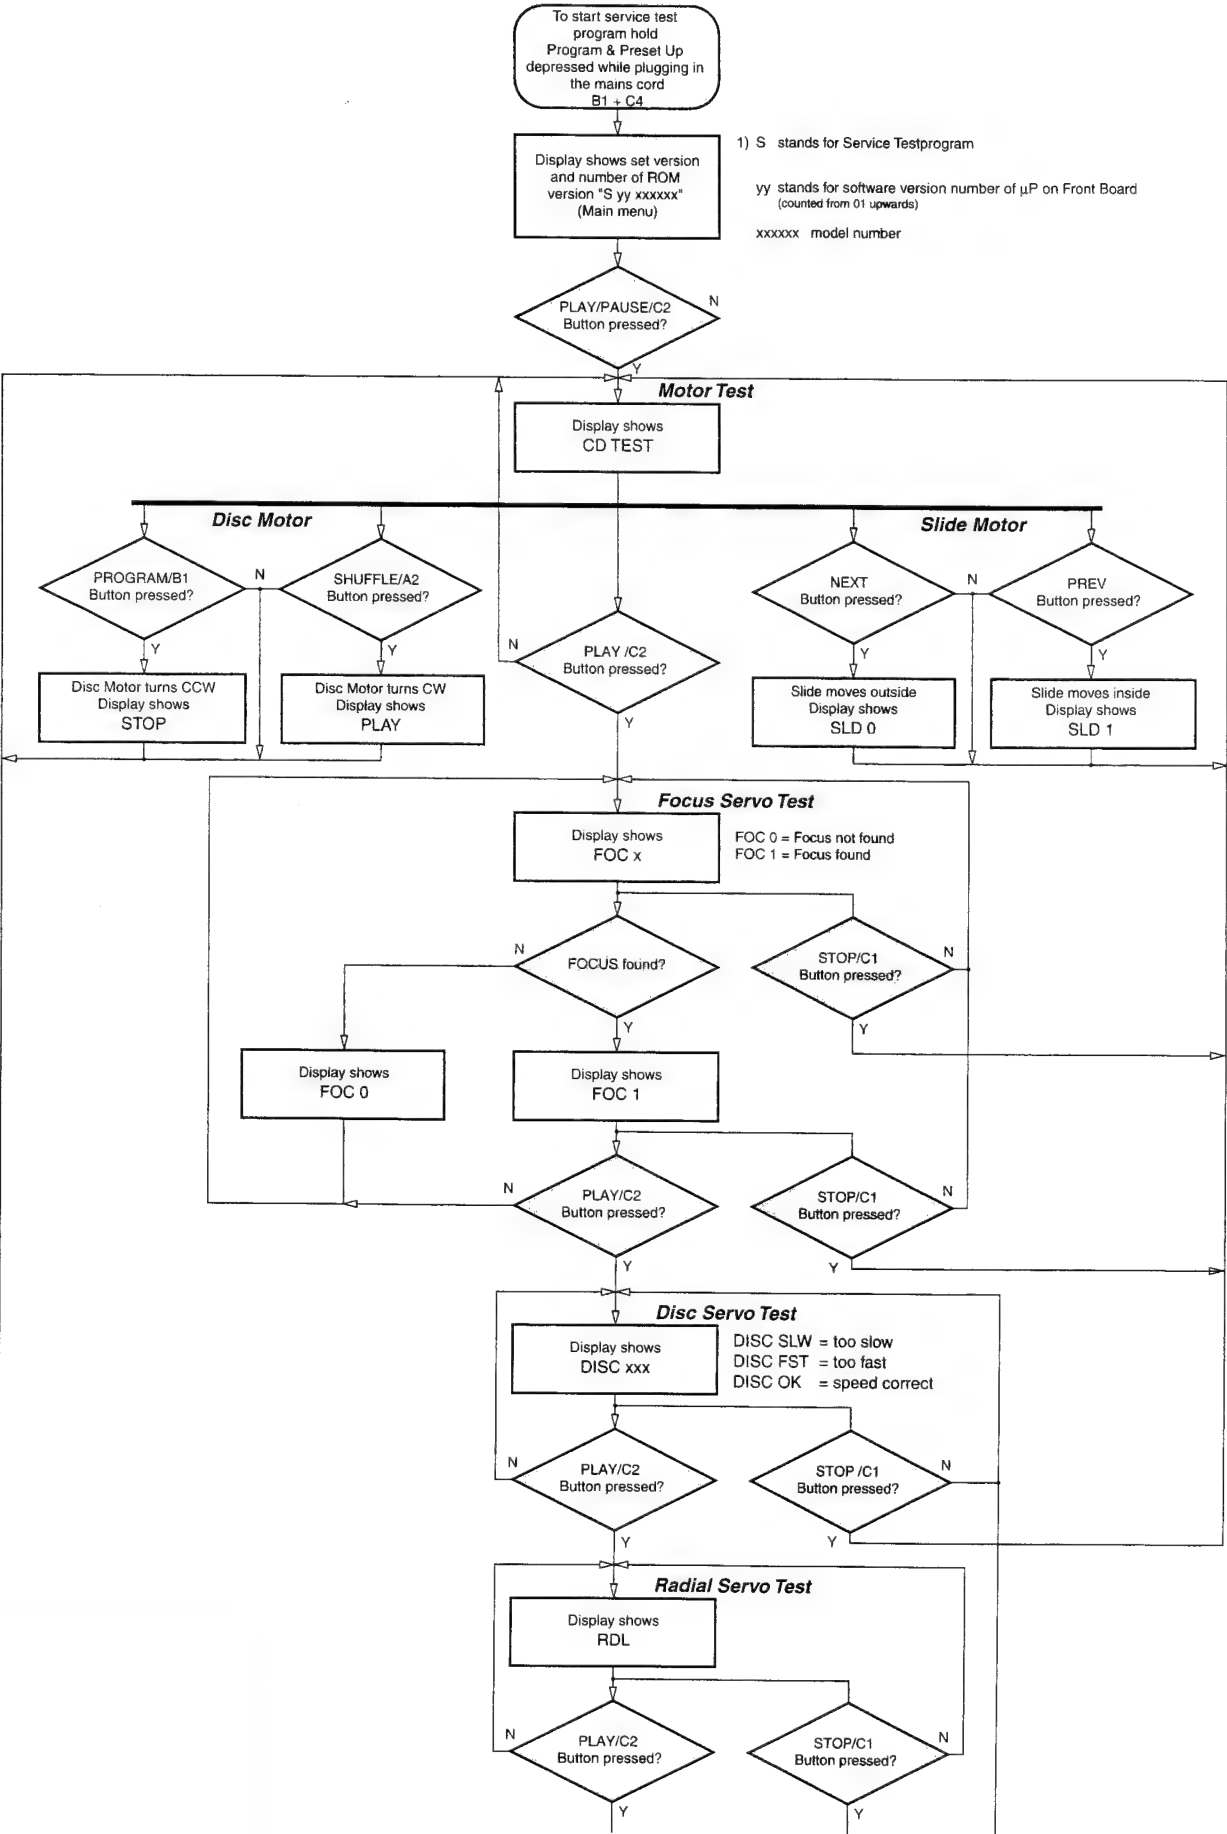 To start service test
program hold
Program & Preset Up
depressed while plugging in
the mains cord
B1 + C4
Display shows set version
and number of ROM
version "S yy xxxxxx"
(Main menu)
1) S stands for Service Testprogram
yy stands for software version number of µP on Front Board
(counted from 01 upwards)
xxxxxx model number
PLAY/PAUSE/C2
Button pressed?
N
Y
Motor Test
Display shows
CD TEST
Disc Motor
Slide Motor
PROGRAM/B1
Button pressed?
N
SHUFFLE/A2
Button pressed?
NEXT
Button pressed?
N
PREV
Button pressed?
Y
Y
N
PLAY /C2
Button pressed?
Y
Y
Disc Motor turns CCW
Display shows
STOP
Disc Motor turns CW
Display shows
PLAY
Y
Slide moves outside
Display shows
SLD 0
Slide moves inside
Display shows
SLD 1
Focus Servo Test
Display shows
FOC x
FOC 0 = Focus not found
FOC 1 = Focus found
N
FOCUS found?
Y
STOP/C1
Button pressed?
N
Y
Display shows
FOC 0
Display shows
FOC 1
N
PLAY/C2
Button pressed?
Y
STOP/C1
Button pressed?
N
Y
Disc Servo Test
Display shows
DISC xxx
DISC SLW = too slow
DISC FST = too fast
DISC OK = speed correct
N
PLAY/C2
Button pressed?
Y
STOP /C1
Button pressed?
N
Y
Radial Servo Test
Display shows
RDL
N
PLAY/C2
Button pressed?
Y
STOP/C1
Button pressed?
N
Y